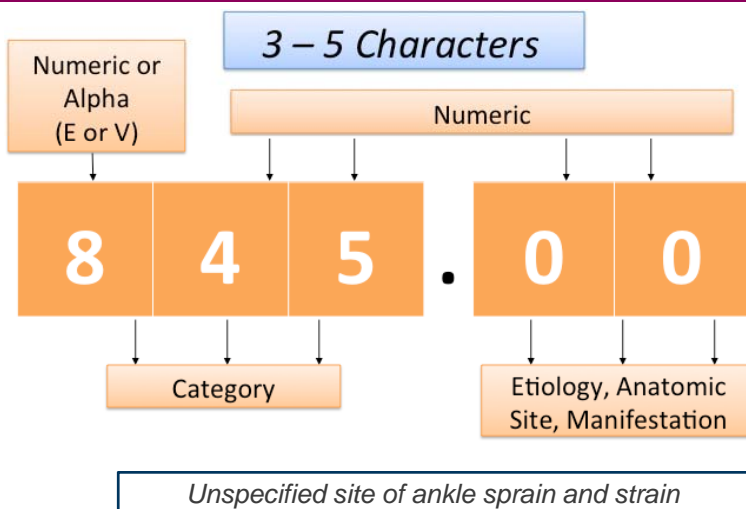 3 – 5 Characters
Numeric or
Alpha
(E or V)
Numeric
8 4 5 . 0 0
Category
Etiology, Anatomic
Site, Manifestation
Unspecified site of ankle sprain and strain